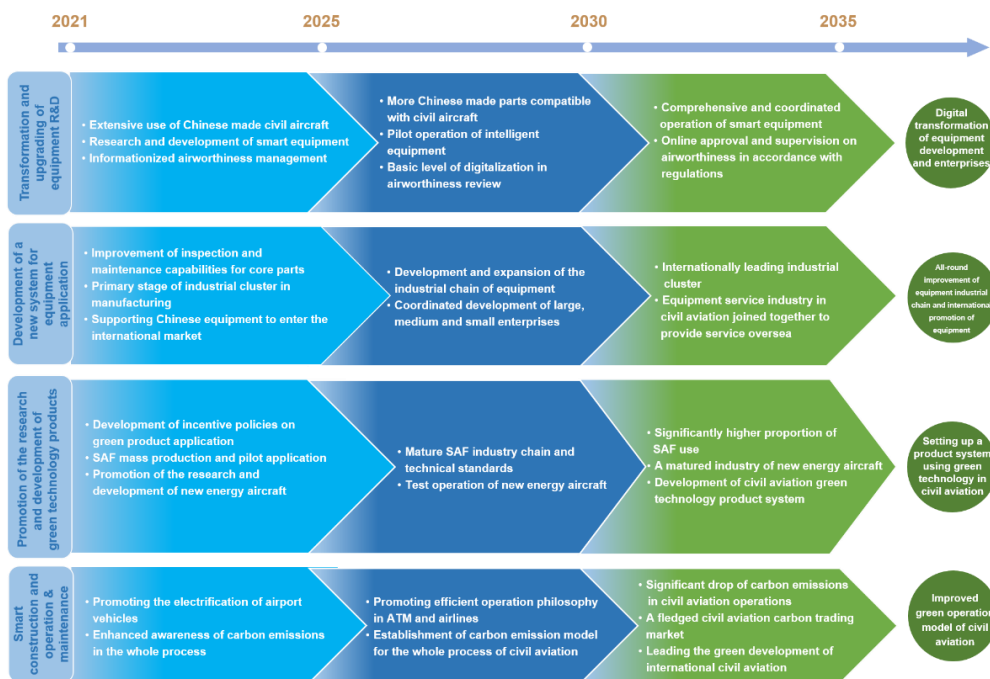 2021
2025
2030
2035
Transformation and
upgrading of
equipment R&D
• Extensive use of Chinese made civil aircraft
• Research and development of smart equipment
• Informationized airworthiness management
• More Chinese made parts compatible
with civil aircraft
• Pilot operation of intelligent
equipment
• Basic level of digitalization in
airworthiness review
• Comprehensive and coordinated
operation of smart equipment
• Online approval and supervision on
airworthiness in accordance with
regulations
Digital
transformation
of equipment
development
and enterprises
Development of a
new system for
equipment
application
• Improvement of inspection and
maintenance capabilities for core parts
• Primary stage of industrial cluster in
manufacturing
• Supporting Chinese equipment to enter the
international market
• Development and expansion of the
industrial chain of equipment
• Coordinated development of large,
medium and small enterprises
• Internationally leading industrial
cluster
• Equipment service industry in
civil aviation joined together to
provide service oversea
All-round
improvement of
equipment industrial
chain and international
promotion of
equipment
Promotion of the research
and development of
green technology products
• Development of incentive policies on
green product application
• SAF mass production and pilot application
• Promotion of the research and
development of new energy aircraft
• Mature SAF industry chain and
technical standards
• Test operation of new energy aircraft
• Significantly higher proportion of
SAF use
• A matured industry of new energy aircraft
• Development of civil aviation green
technology product system
Setting up a
product system
using green
technology in
civil aviation
Smart
construction and
operation &
maintenance
• Promoting the electrification of airport
vehicles
• Enhanced awareness of carbon emissions
in the whole process
• Promoting efficient operation philosophy
in ATM and airlines
• Establishment of carbon emission model
for the whole process of civil aviation
• Significant drop of carbon emissions
in civil aviation operations
• A fledged civil aviation carbon trading
market
• Leading the green development of
international civil aviation
Improved
green operation
model of civil
aviation